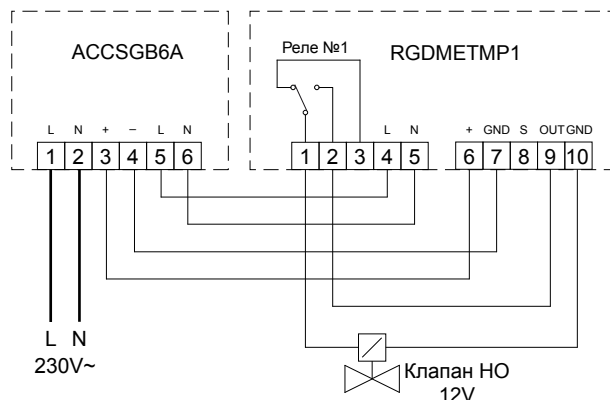 ACCSGB6A
RGDMETMP1
Реле №1
L N + – L N
1 2 3 4 5 6
L N
1 2 3 4 5
+ GND S OUT GND
6 7 8 9 10
L N
230V~
Клапан НО
12V